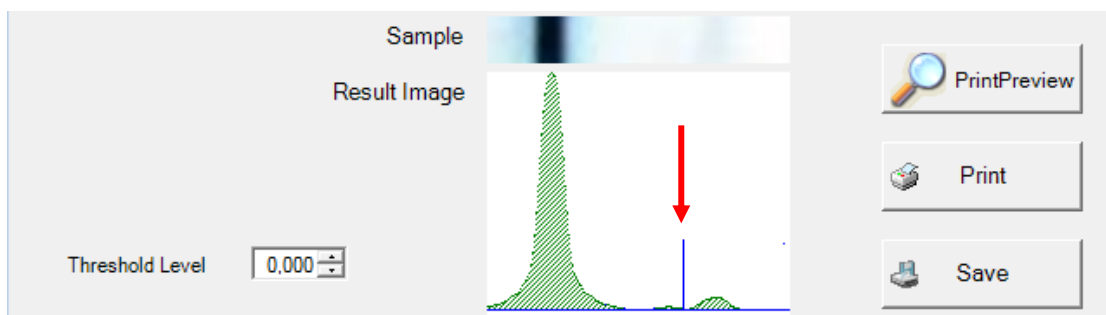 Sample
Result Image
Threshold Level 0,000
PrintPreview
Print
Save